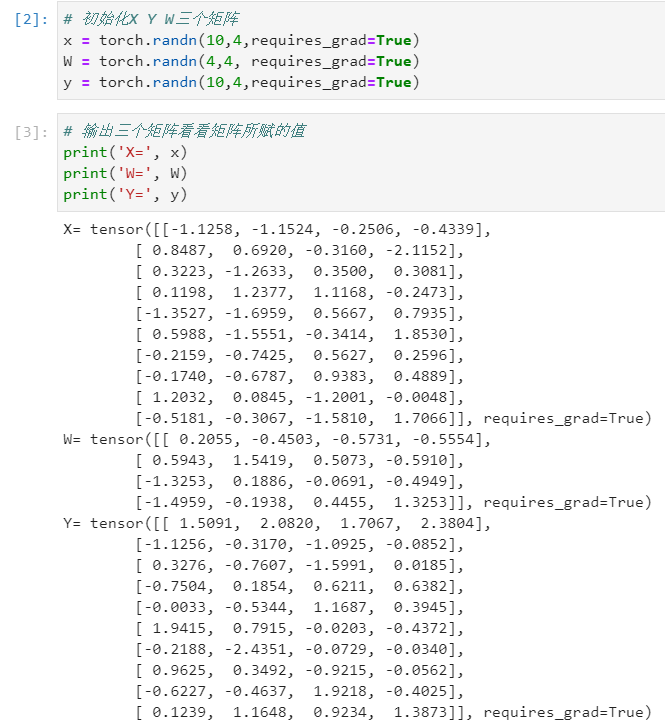 [2]: # 初始化X Y W三个矩阵
x = torch.randn(10,4,requires_grad=True)
W = torch.randn(4,4, requires_grad=True)
y = torch.randn(10,4,requires_grad=True)
[3]: # 输出三个矩阵看看矩阵所赋的值
print('X=', x)
print('W=', W)
print('Y=', y)
X= tensor([[-1.1258, -1.1524, -0.2506, -0.4339],
[ 0.8487,  0.6920, -0.3160, -2.1152],
[ 0.3223, -1.2633,  0.3500,  0.3081],
[ 0.1198,  1.2377,  1.1168, -0.2473],
[-1.3527, -1.6959,  0.5667,  0.7935],
[ 0.5988, -1.5551, -0.3414,  1.8530],
[-0.2159, -0.7425,  0.5627,  0.2596],
[-0.1740, -0.6787,  0.9383,  0.4889],
[ 1.2032,  0.0845, -1.2001, -0.0048],
[-0.5181, -0.3067, -1.5810,  1.7066]], requires_grad=True)
W= tensor([[ 0.2055, -0.4503, -0.5731, -0.5554],
[ 0.5943,  1.5419,  0.5073, -0.5910],
[-1.3253,  0.1886, -0.0691, -0.4949],
[-1.4959, -0.1938,  0.4455,  1.3253]], requires_grad=True)
Y= tensor([[ 1.5091,  2.0820,  1.7067,  2.3804],
[-1.1256, -0.3170, -1.0925, -0.0852],
[ 0.3276, -0.7607, -1.5991,  0.0185],
[-0.7504,  0.1854,  0.6211,  0.6382],
[-0.0033, -0.5344,  1.1687,  0.3945],
[ 1.9415,  0.7915, -0.0203, -0.4372],
[-0.2188, -2.4351, -0.0729, -0.0340],
[ 0.9625,  0.3492, -0.9215, -0.0562],
[-0.6227, -0.4637,  1.9218, -0.4025],
[ 0.1239,  1.1648,  0.9234,  1.3873]], requires_grad=True)